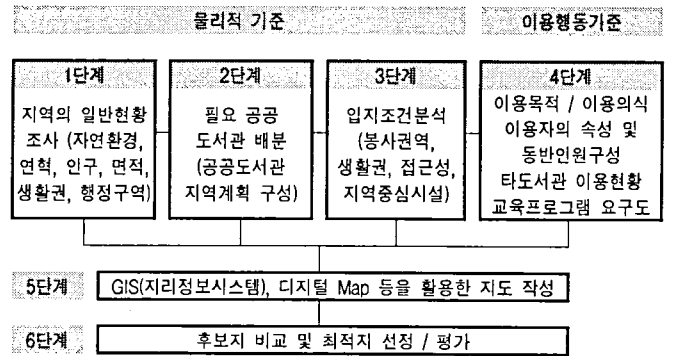 물리적 기준
이용행동기준
1단계
지역의 일반현황
조사 (자연환경,
연혁, 인구, 면적,
생활권, 행정구역)
2단계
필요 공공
도서관 배분
(공공도서관
지역계획 구성)
3단계
입지조건분석
(봉사권역,
생활권, 접근성,
지역중심시설)
4단계
이용목적 / 이용의식
이용자의 속성 및
동반인원구성
타도서관 이용현황
교육프로그램 요구도
5단계 GIS(지리정보시스템), 디지털 Map 등을 활용한 지도 작성
6단계 후보지 비교 및 최적지 선정 / 평가